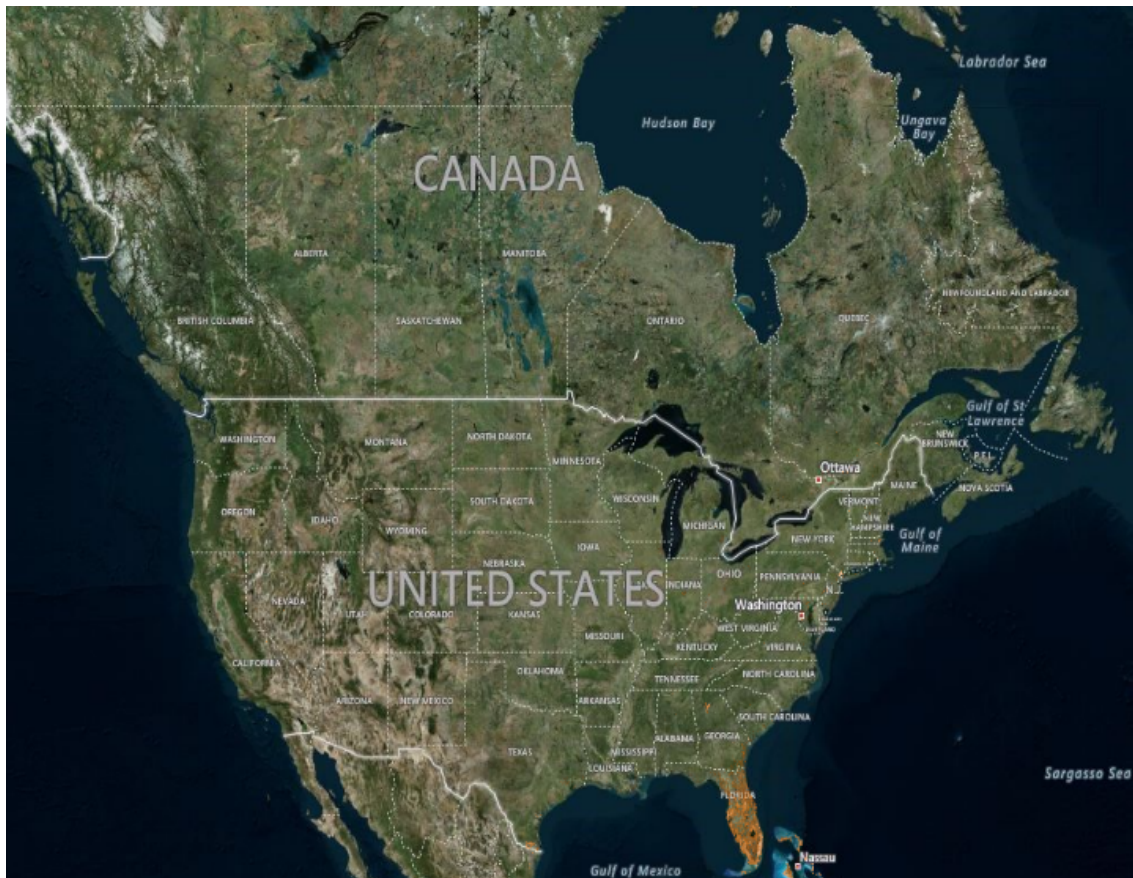 Labrador Sea
Hudson Bay
Ungava
Bay
CANADA
ALBERTA
MANITOBA
NEWFOUNDLAND AND LABRADOR
BRITISH COLUMBIA
SASKATCHEWAN
ONTARIO
QUEBEC
Gulf of St
Lawrence
WASHINGTON
MONTANA
NORTH DAKOTA
MINNESOTA
NEW
BRUNSWICK
P.E.I.
Ottawa
OREGON
IDAHO
SOUTH DAKOTA
WISCONSIN
MICHIGAN
VERMONT
MAINE
NOVA SCOTIA
WYOMING
NEW
HAMPSHIRE
NEW YORK
Gulf of
Maine
IOWA
NEBRASKA
OHIO
PENNSYLVANIA
UNITED STATES
INDIANA
NEVADA
UTAH
COLORADO
KANSAS
Washington
MISSOURI
WEST VIRGINIA
KENTUCKY
VIRGINIA
CALIFORNIA
OKLAHOMA
TENNESSEE
NORTH CAROLINA
ARIZONA
NEW MEXICO
ARKANSAS
SOUTH CAROLINA
TEXAS
MISSISSIPPI
ALABAMA
GEORGIA
LOUISIANA
Sargasso Sea
FLORIDA
Nassau
Gulf of Mexico